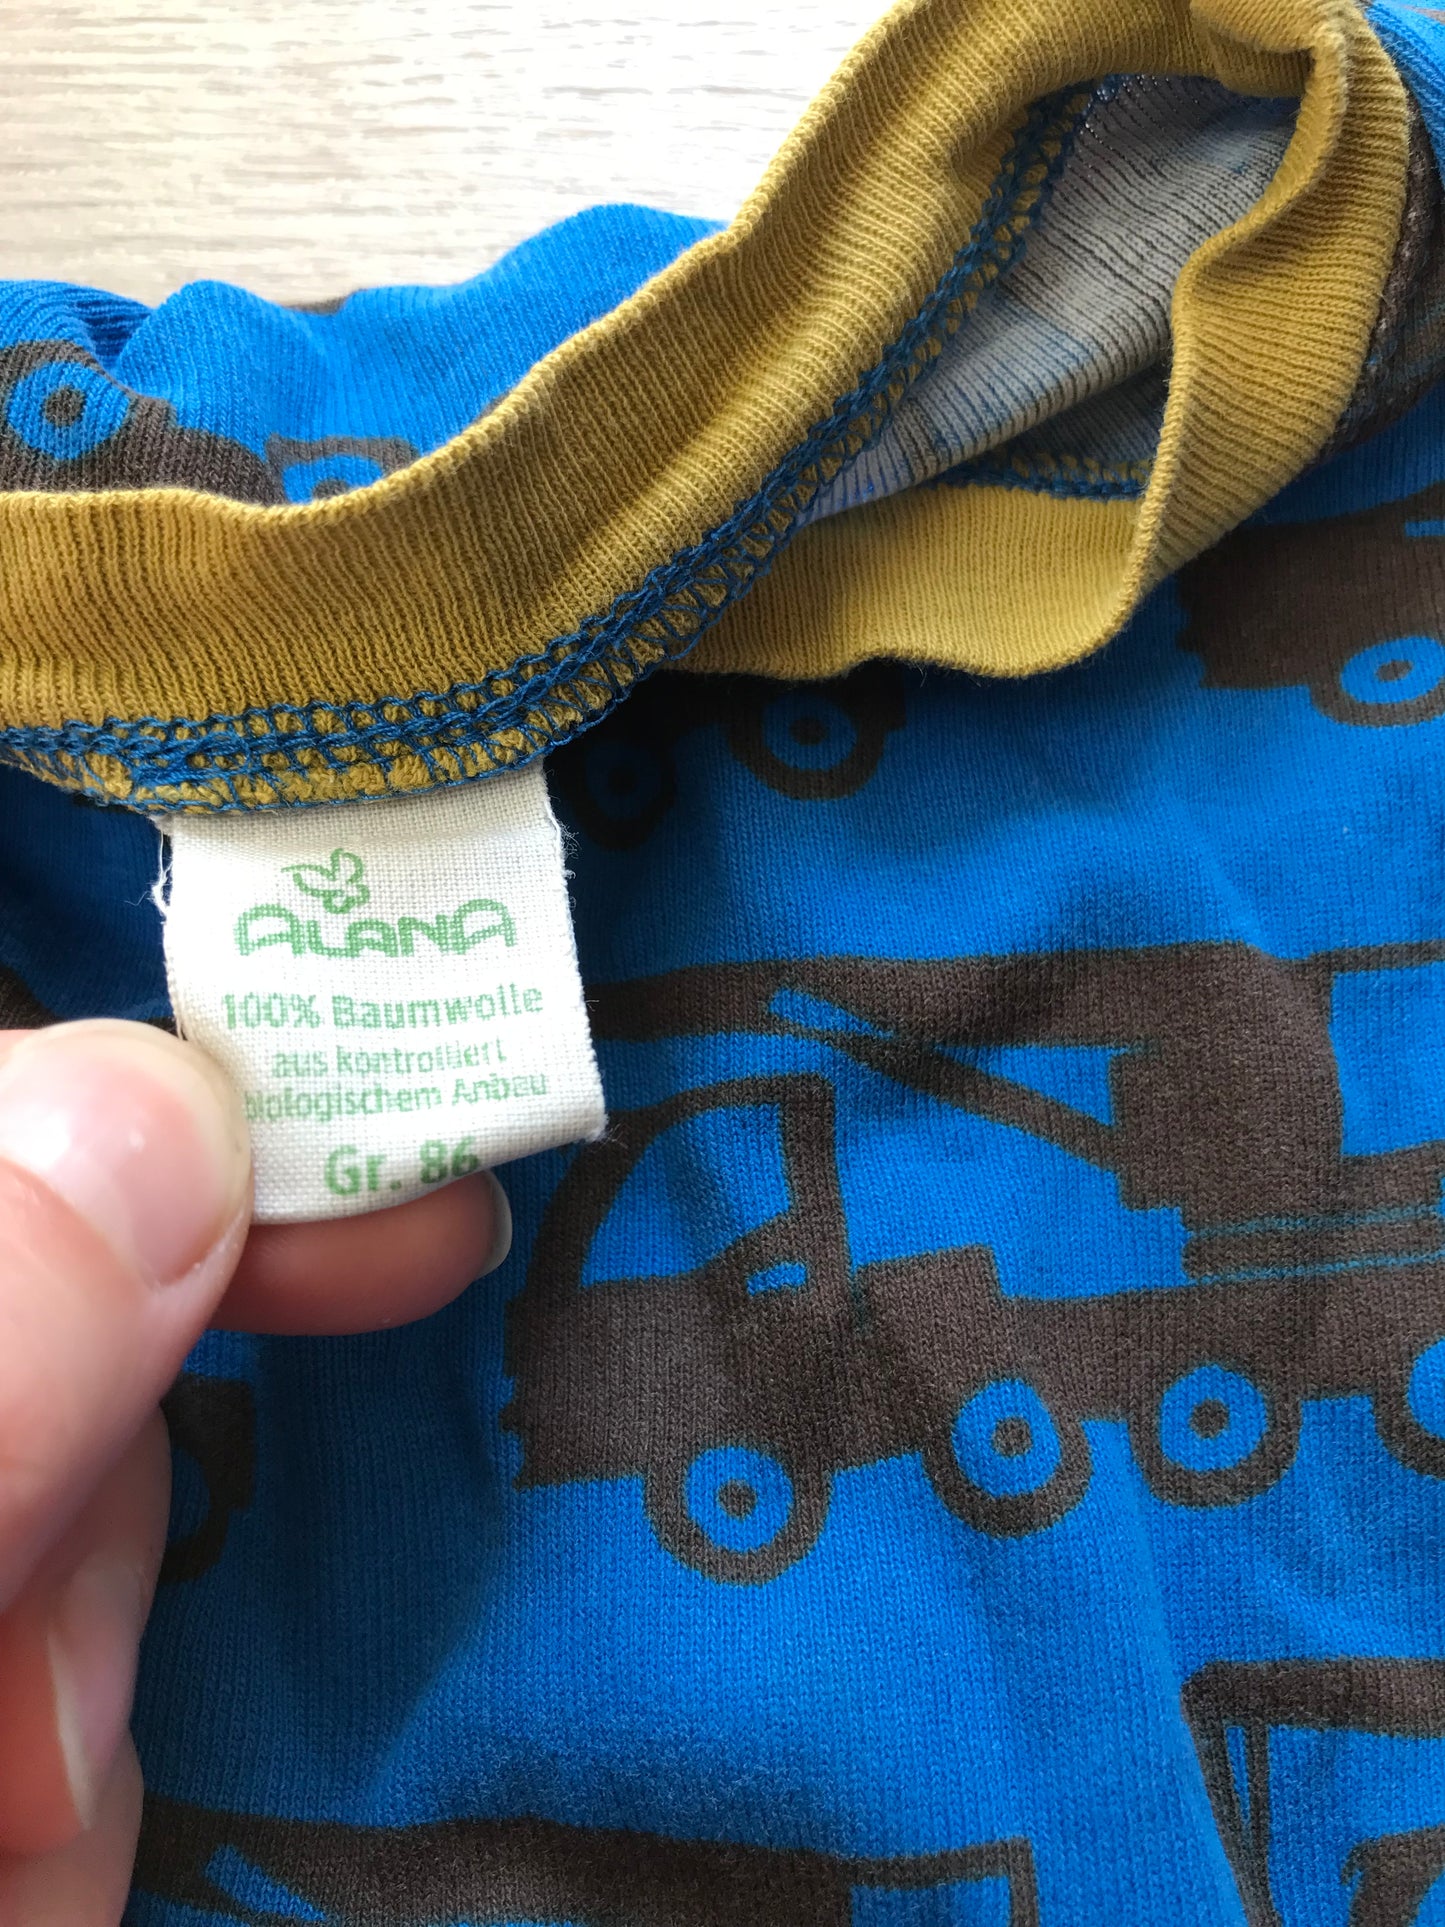 ALANA
100% Baumwolle
aus kontrolliert
biologischem Anbau
Gr. 86